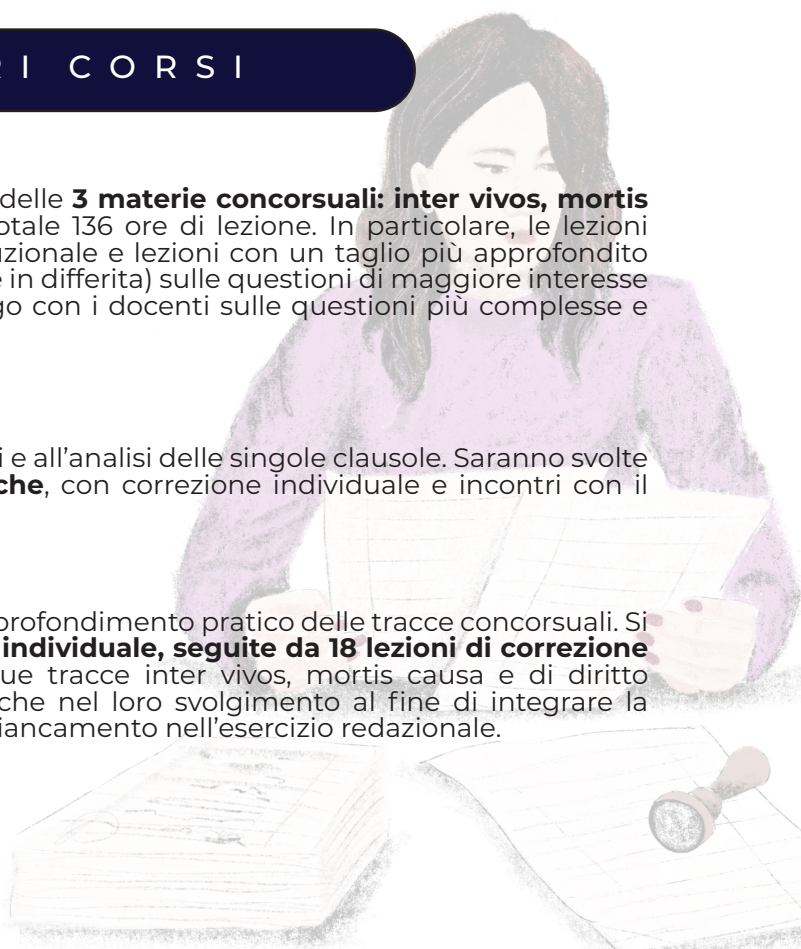 RI CORSI
delle 3 materie concorsuali: inter vivos, mortis
otale 136 ore di lezione. In particolare, le lezioni
uzionale e lezioni con un taglio più approfondito
e in differita) sulle questioni di maggiore interesse
go con i docenti sulle questioni più complesse e
i e all’analisi delle singole clausole. Saranno svolte
che, con correzione individuale e incontri con il
profondimento pratico delle tracce concorsuali. Si
individuale, seguite da 18 lezioni di correzione
ue tracce inter vivos, mortis causa e di diritto
che nel loro svolgimento al fine di integrare la
iancamento nell’esercizio redazionale.